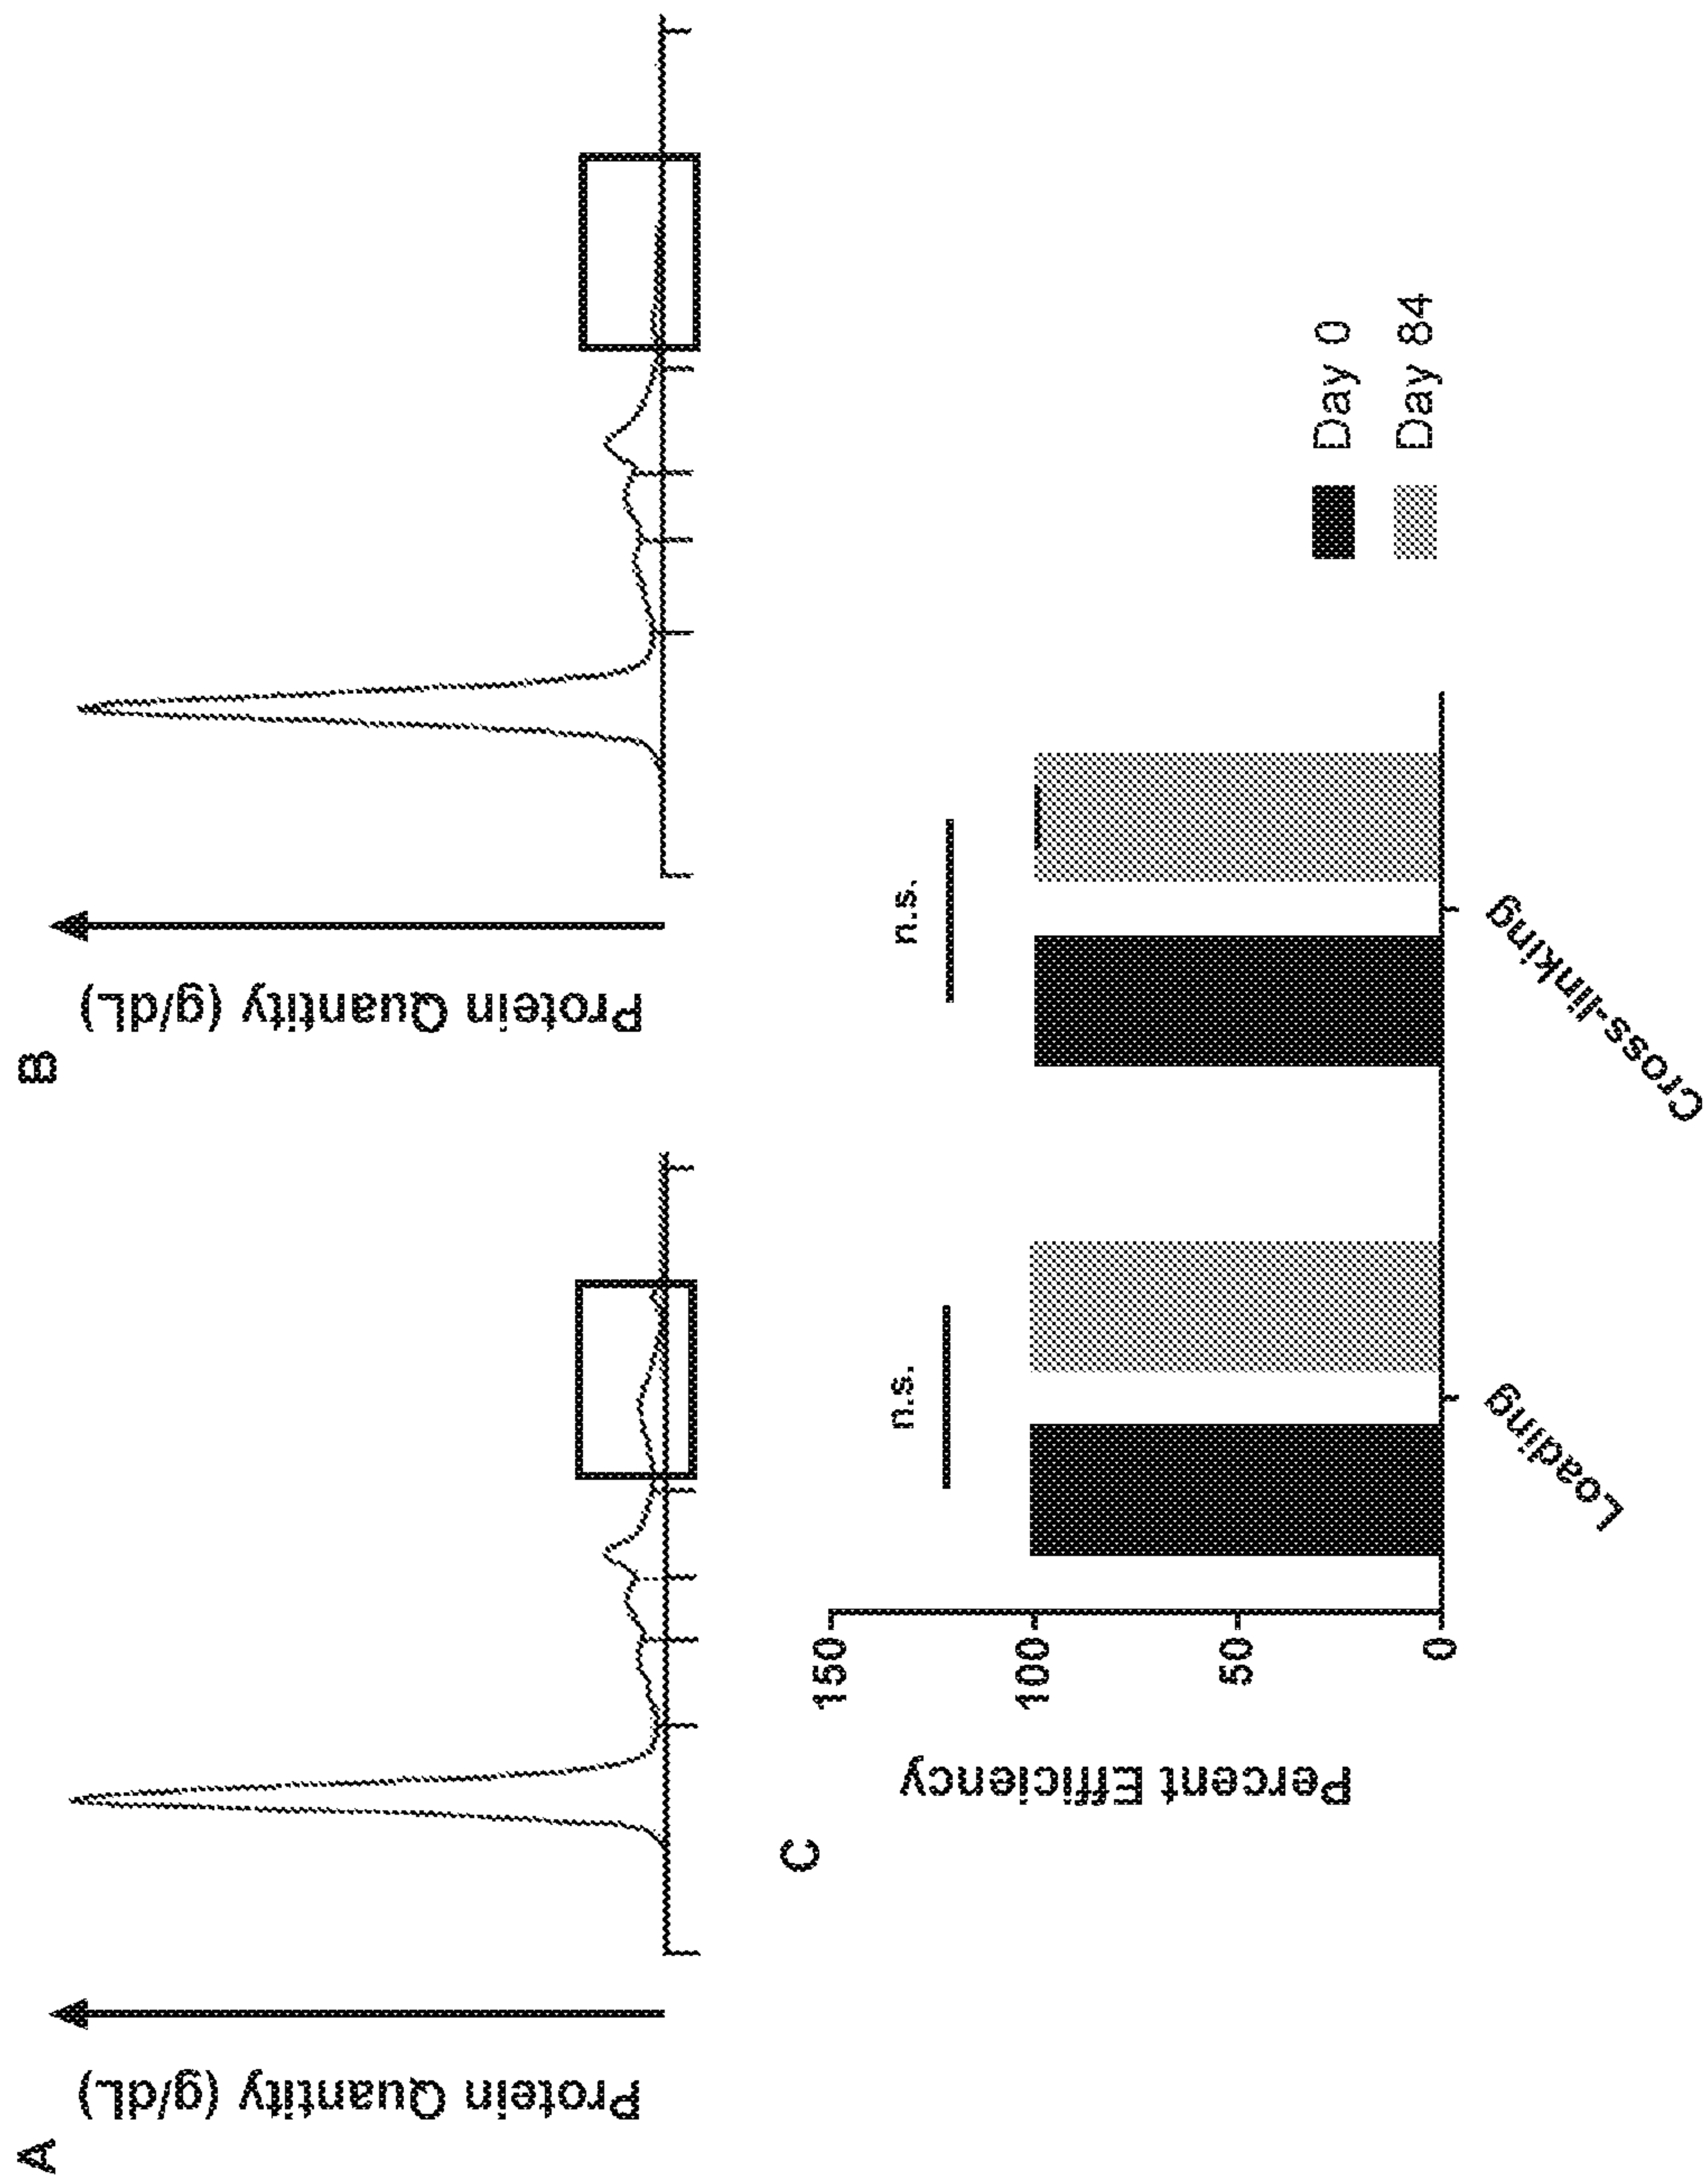 A
Protein Quantity (g/dL)
B
Protein Quantity (g/dL)
C
Percent Efficiency
150
100
50
0
n.s.
n.s.
Loading
Cross-linking
Day 0
Day 84